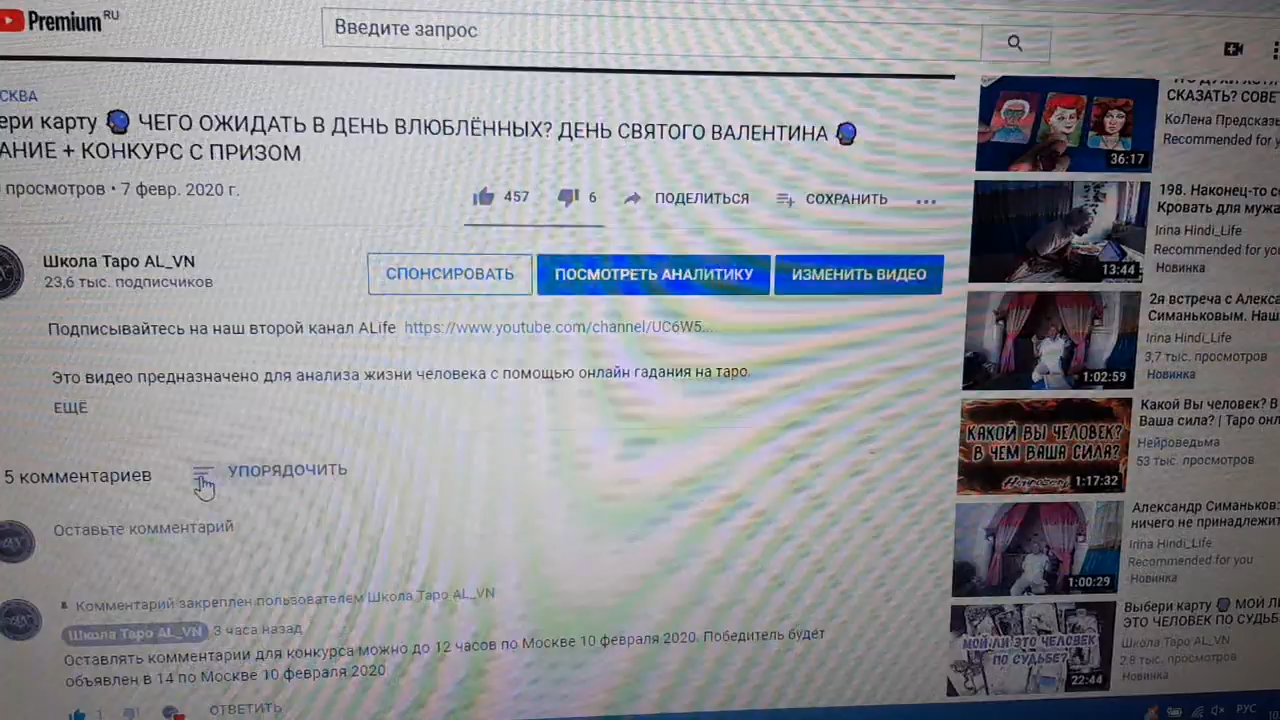 Premium RU
Введите запрос
СКВА
ери карту ЧЕГО ОЖИДАТЬ В ДЕНЬ ВЛЮБЛЁННЫХ? ДЕНЬ СВЯТОГО ВАЛЕНТИНА
АНИЕ + КОНКУРС С ПРИЗОМ
просмотров • 7 февр. 2020 г.
457
6
ПОДЕЛИТЬСЯ
СОХРАНИТЬ
Школа Таро AL_VN
23,6 тыс. подписчиков
СПОНСИРОВАТЬ
ПОСМОТРЕТЬ АНАЛИТИКУ
ИЗМЕНИТЬ ВИДЕО
Подписывайтесь на наш второй канал ALife https://www.youtube.com/channel/UC6W5...
Это видео предназначено для анализа жизни человека с помощью онлайн гадания на таро.
ЕЩЁ
5 комментариев
УПОРЯДОЧИТЬ
Оставьте комментарий
Комментарий закреплен пользователем Школа Таро AL_VN
Школа Таро AL_VN 3 часа назад
Оставлять комментарии для конкурса можно до 12 часов по Москве 10 февраля 2020. Победитель будет
объявлен в 14 по Москве 10 февраля 2020
1
ОТВЕТИТЬ
СКАЗАТЬ? СОВЕ
КоЛена Предсказ
Recommended for y
36:17
198. Наконец-то с
Кровать для мужа
Irina Hindi_Life
Recommended for you
Новинка
13:44
2я встреча с Алекса
Симаньковым. Наш
Irina Hindi_Life
3,7 тыс. просмотров
Новинка
1:02:59
КАКОЙ ВЫ ЧЕЛОВЕК?
В ЧЕМ ВАША СИЛА?
1:17:32
Какой Вы человек? В
Ваша сила? | Таро онл
Нейроведьма
53 тыс. просмотров
Александр Симаньков:
ничего не принадлежит
Irina Hindi_Life
Recommended for you
Новинка
1:00:29
МОЙ ЛИ ЭТО ЧЕЛОВЕК
ПО СУДЬБЕ?
22:44
Выбери карту МОЙ ЛИ
ЭТО ЧЕЛОВЕК ПО СУДЬБ
Школа Таро AL_VN
2,8 тыс. просмотров
Новинка
РУС